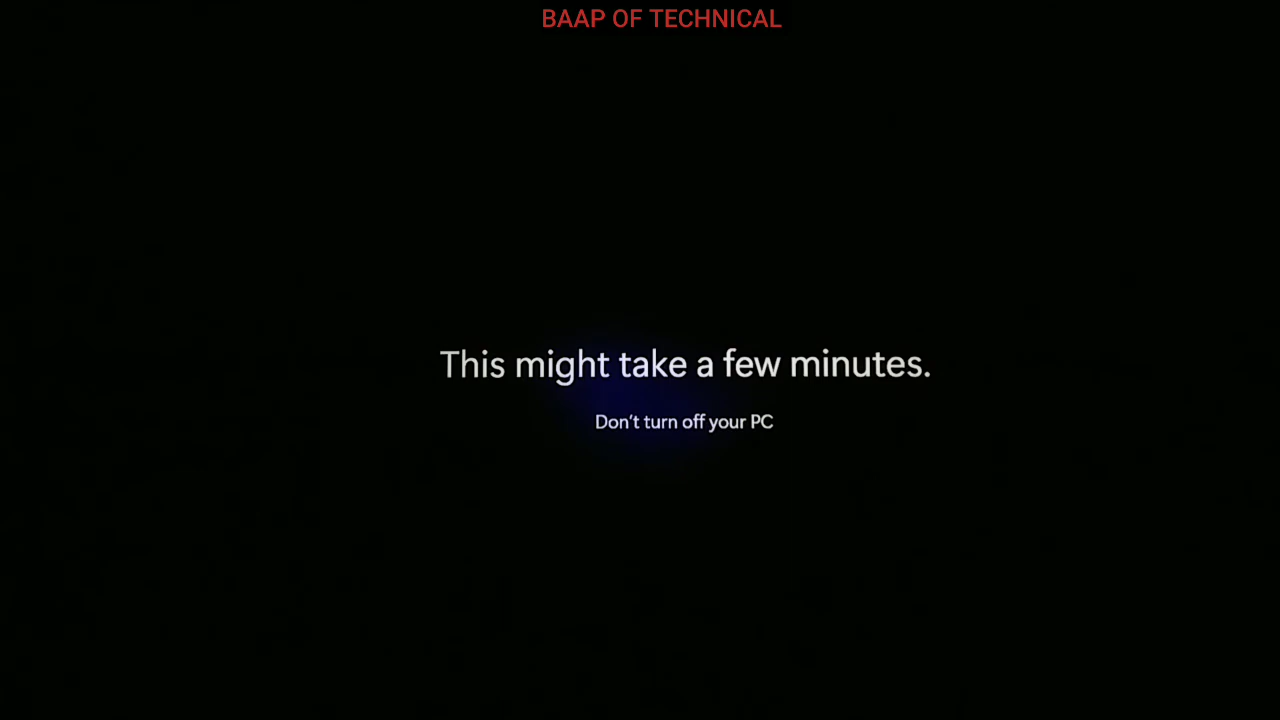 BAAP OF TECHNICAL
This might take a few minutes.
Don't turn off your PC